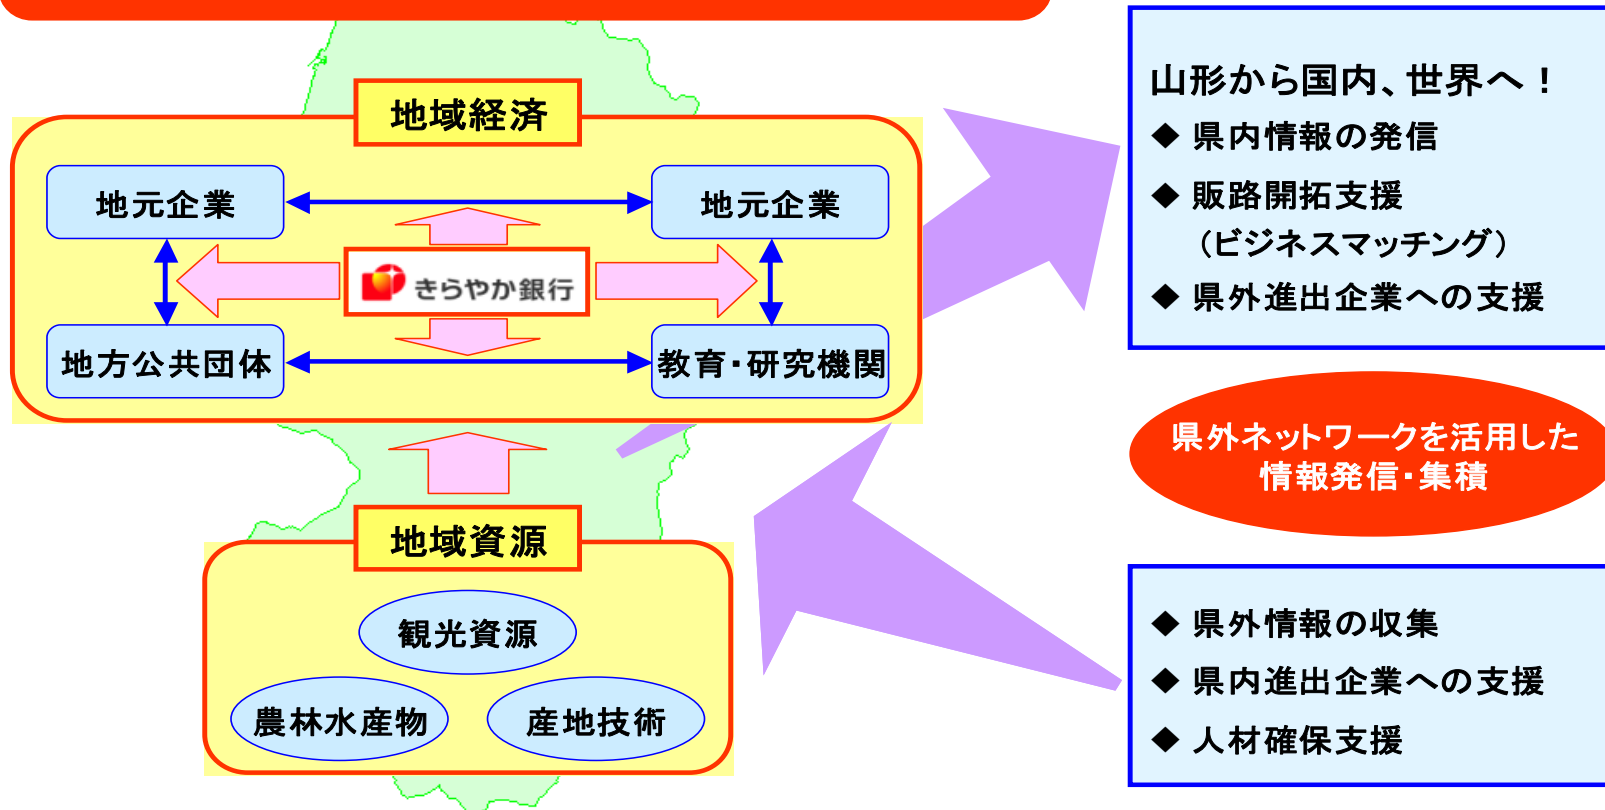 地域経済
地元企業
地元企業
きらやか銀行
地方公共団体
教育・研究機関
地域資源
観光資源
農林水産物
産地技術
山形から国内、世界へ！
◆ 県内情報の発信
◆ 販路開拓支援
（ビジネスマッチング）
◆ 県外進出企業への支援
県外ネットワークを活用した
情報発信・集積
◆ 県外情報の収集
◆ 県内進出企業への支援
◆ 人材確保支援